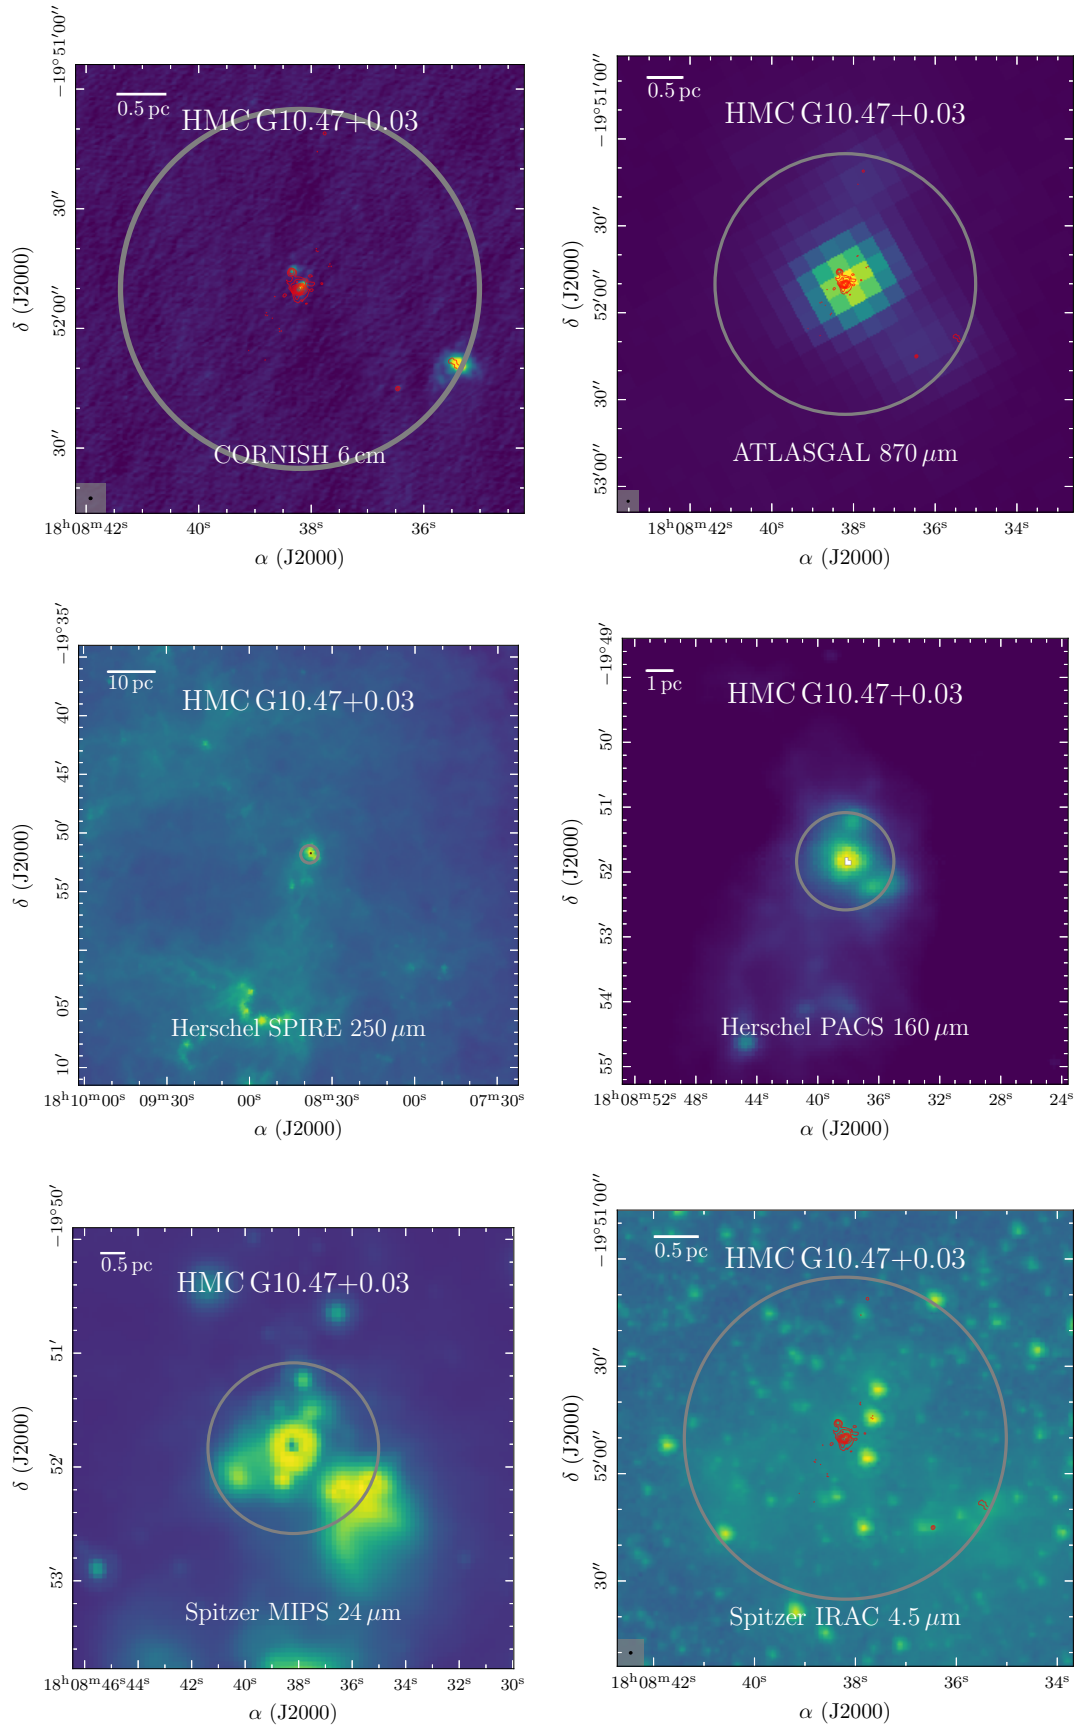 −19°51′00″
30″
52′00″
30″
δ (J2000)
0.5 pc
HMC G10.47+0.03
CORNISH 6 cm
18ʰ08ᵐ42ˢ
40ˢ
38ˢ
36ˢ
α (J2000)
−19°51′00″
30″
52′00″
30″
53′00″
δ (J2000)
0.5 pc
HMC G10.47+0.03
ATLASGAL 870 μm
18ʰ08ᵐ42ˢ
40ˢ
38ˢ
36ˢ
34ˢ
α (J2000)
−19°35′
40′
45′
50′
55′
05′
10′
δ (J2000)
10 pc
HMC G10.47+0.03
Herschel SPIRE 250 μm
18ʰ10ᵐ00ˢ
09ᵐ30ˢ
00ˢ
08ᵐ30ˢ
00ˢ
07ᵐ30ˢ
α (J2000)
−19°49′
50′
51′
52′
53′
54′
55′
δ (J2000)
1 pc
HMC G10.47+0.03
Herschel PACS 160 μm
18ʰ08ᵐ52ˢ
48ˢ
44ˢ
40ˢ
36ˢ
32ˢ
28ˢ
24ˢ
α (J2000)
−19°50′
51′
52′
53′
δ (J2000)
0.5 pc
HMC G10.47+0.03
Spitzer MIPS 24 μm
18ʰ08ᵐ46ˢ
44ˢ
42ˢ
40ˢ
38ˢ
36ˢ
34ˢ
32ˢ
30ˢ
α (J2000)
−19°51′00″
30″
52′00″
30″
δ (J2000)
0.5 pc
HMC G10.47+0.03
Spitzer IRAC 4.5 μm
18ʰ08ᵐ42ˢ
40ˢ
38ˢ
36ˢ
34ˢ
α (J2000)